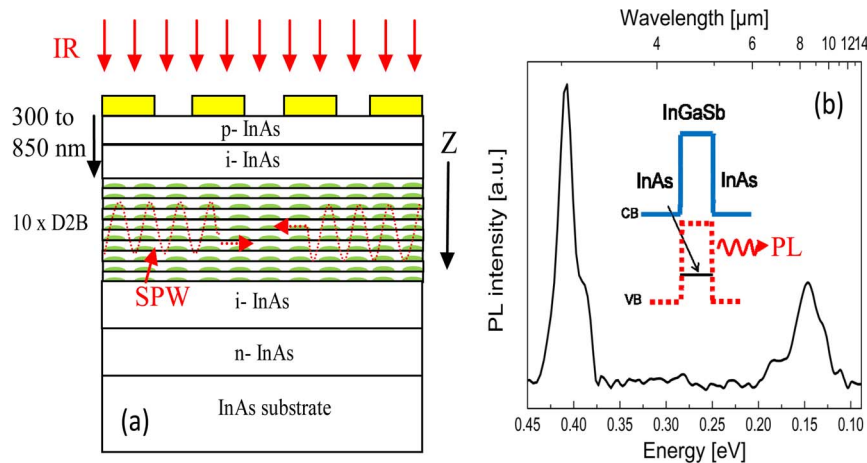 IR
300 to
850 nm
p- InAs
i- InAs
Z
10 x D2B
SPW
i- InAs
n- InAs
InAs substrate
(a)
Wavelength [µm]
4 6 8 10 12 14
(b)
InGaSb
InAs InAs
CB
PL
VB
PL intensity [a.u.]
0.45 0.40 0.35 0.30 0.25 0.20 0.15 0.10
Energy [eV]